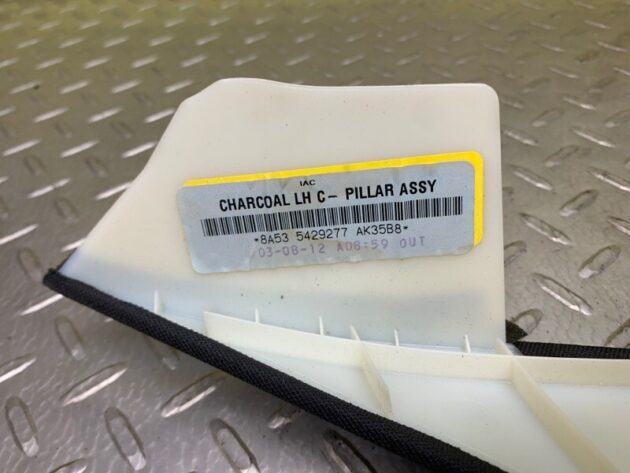 IAC
CHARCOAL LH C- PILLAR ASSY
*8A53 5429277 AK35B8*
03-08-12 A08:59 OUT